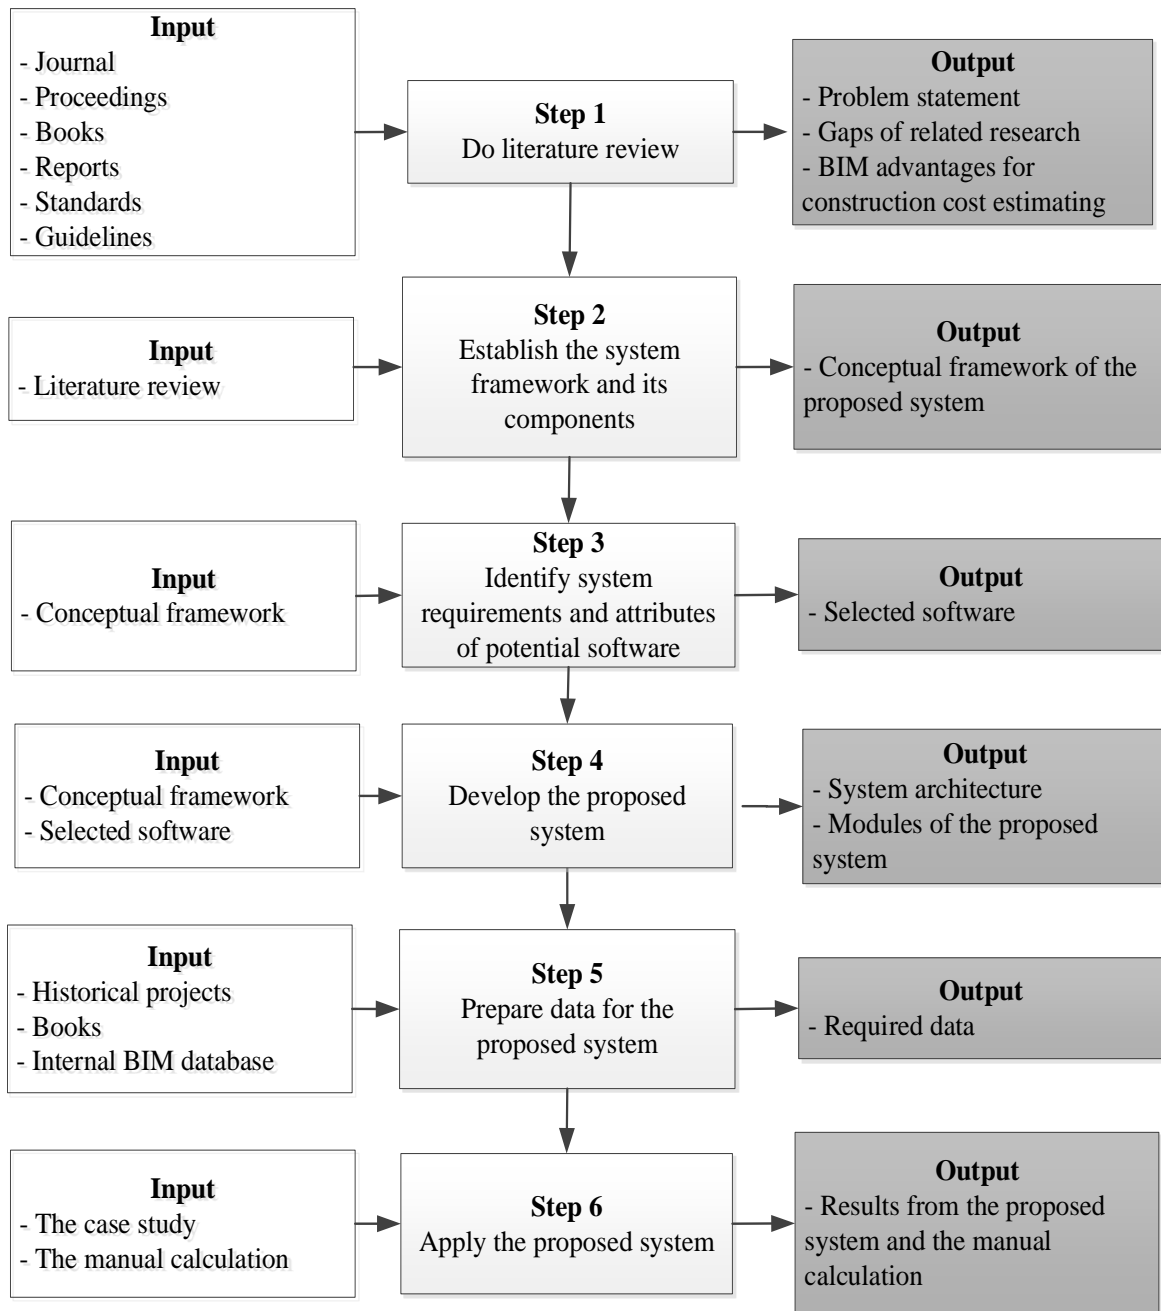 Input
- Journal
- Proceedings
- Books
- Reports
- Standards
- Guidelines
Step 1
Do literature review
Output
- Problem statement
- Gaps of related research
- BIM advantages for
construction cost estimating
Input
- Literature review
Step 2
Establish the system
framework and its
components
Output
- Conceptual framework of the
proposed system
Input
- Conceptual framework
Step 3
Identify system
requirements and attributes
of potential software
Output
- Selected software
Input
- Conceptual framework
- Selected software
Step 4
Develop the proposed
system
Output
- System architecture
- Modules of the proposed
system
Input
- Historical projects
- Books
- Internal BIM database
Step 5
Prepare data for the
proposed system
Output
- Required data
Input
- The case study
- The manual calculation
Step 6
Apply the proposed system
Output
- Results from the proposed
system and the manual
calculation